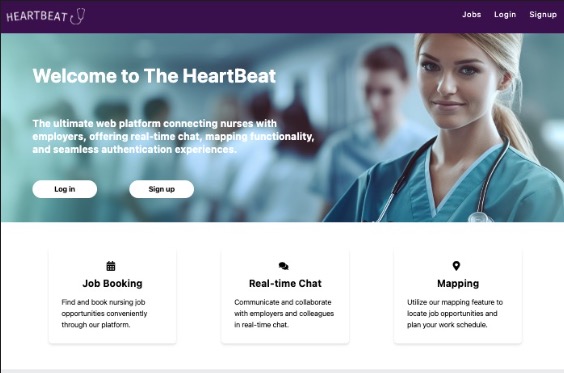 HEARTBEAT
Jobs Login Signup
Welcome to The HeartBeat
The ultimate web platform connecting nurses with
employers, offering real-time chat, mapping functionality,
and seamless authentication experiences.
Log in Sign up
Job Booking
Find and book nursing job
opportunities conveniently
through our platform.
Real-time Chat
Communicate and collaborate
with employers and colleagues
in real-time chat.
Mapping
Utilize our mapping feature to
locate job opportunities and
plan your work schedule.